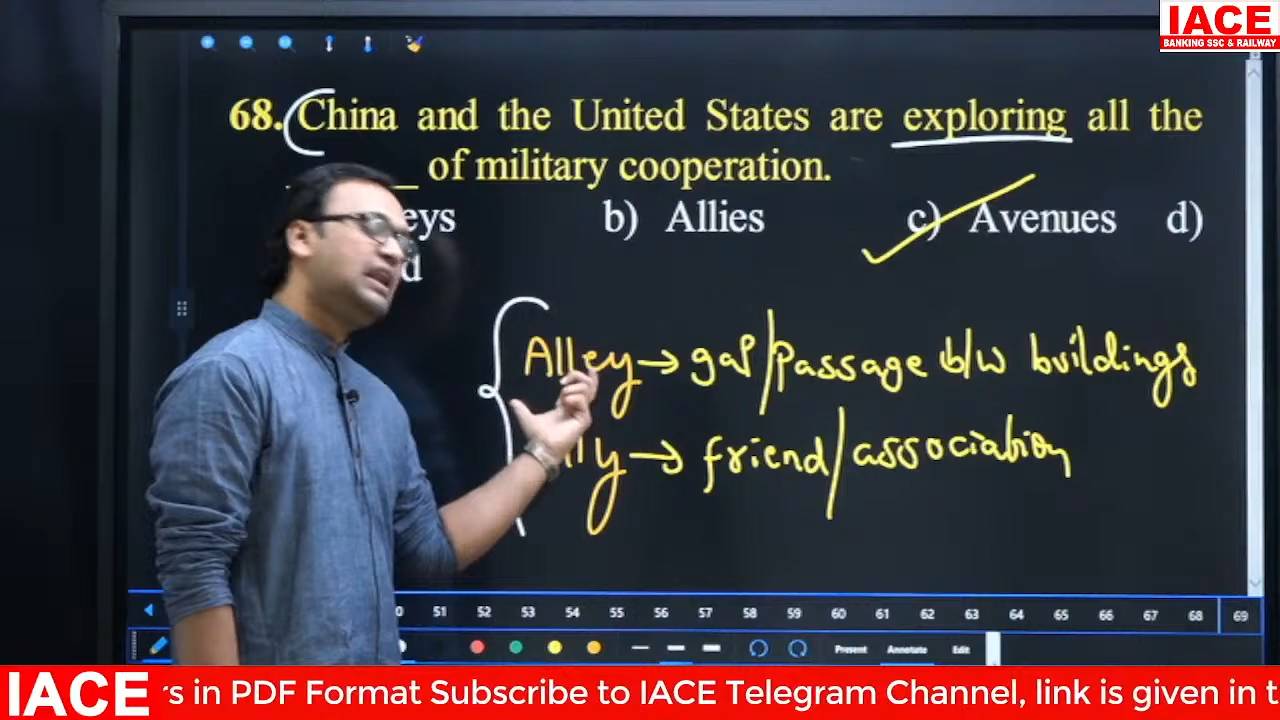 IACE
BANKING SSC & RAILWAY
68. China and the United States are exploring all the
of military cooperation.
b) Allies c) Avenues d)
Alley → gap/passage b/w buildings
→ friend/association
51 52 53 54 55 56 57 58 59 60 61 62 63 64 65 66 67 68 69
Present Annotate Edit
IACE in PDF Format Subscribe to IACE Telegram Channel, link is given in